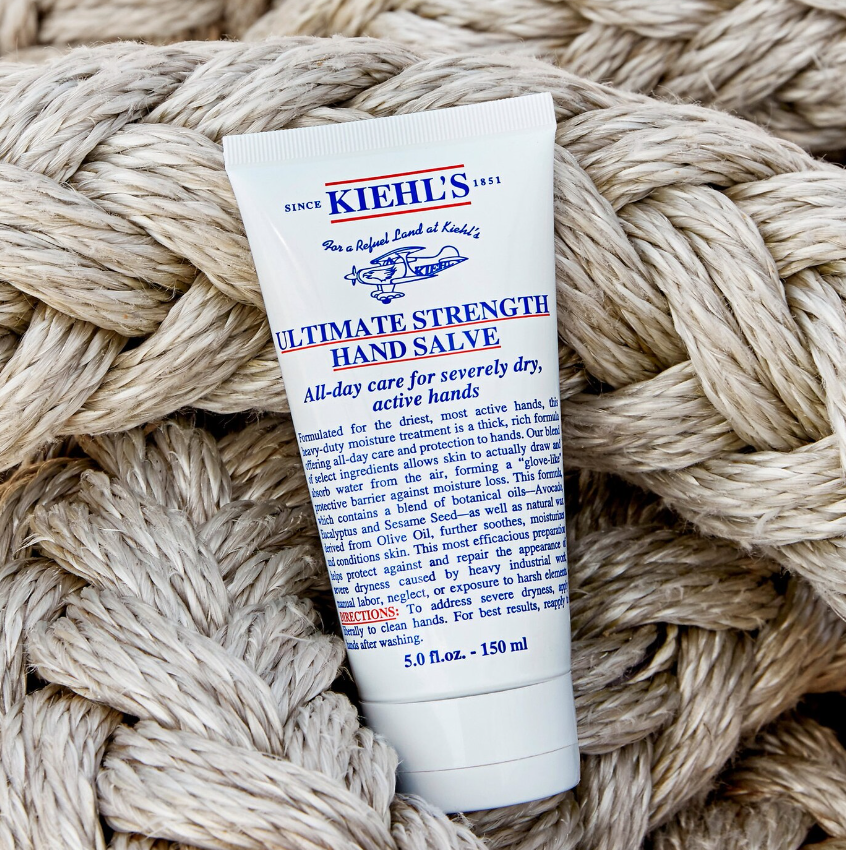 SINCE KIEHL'S 1851
For a Refuel Land at Kiehl's
KIEHL'S
ULTIMATE STRENGTH
HAND SALVE
All-day care for severely dry,
active hands
Formulated for the driest, most active hands, this
heavy-duty moisture treatment is a thick, rich formula
offering all-day care and protection to hands. Our blend
of select ingredients allows skin to actually draw and
absorb water from the air, forming a “glove-like”
protective barrier against moisture loss. This formula,
which contains a blend of botanical oils—Avocado,
Eucalyptus and Sesame Seed—as well as natural wax
derived from Olive Oil, further soothes, moisturizes
and conditions skin. This most efficacious preparation
helps protect against and repair the appearance of
severe dryness caused by heavy industrial work,
manual labor, neglect, or exposure to harsh elements.
DIRECTIONS: To address severe dryness, apply
liberally to clean hands. For best results, reapply to
hands after washing.
5.0 fl.oz. - 150 ml